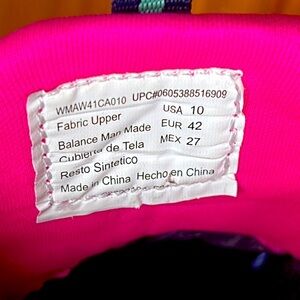 WMAW41CA010 UPC#0605388516909
Fabric Upper USA 10
Balance Man Made EUR 42
Cubierta de Tela MEX 27
Resto Sintetico
Made in China Hecho en China